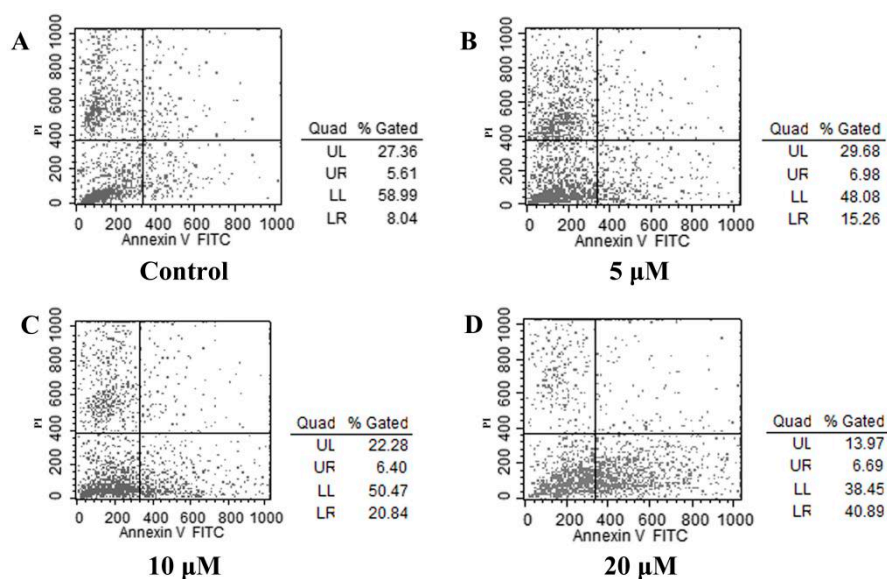 A
PI
1000
800
600
400
200
0
0 200 400 600 800 1000
Annexin V FITC
Quad % Gated
UL 27.36
UR 5.61
LL 58.99
LR 8.04
Control
B
PI
1000
800
600
400
200
0
0 200 400 600 800 1000
Annexin V FITC
Quad % Gated
UL 29.68
UR 6.98
LL 48.08
LR 15.26
5 μM
C
PI
1000
800
600
400
200
0
0 200 400 600 800 1000
Annexin V FITC
Quad % Gated
UL 22.28
UR 6.40
LL 50.47
LR 20.84
10 μM
D
PI
1000
800
600
400
200
0
0 200 400 600 800 1000
Annexin V FITC
Quad % Gated
UL 13.97
UR 6.69
LL 38.45
LR 40.89
20 μM